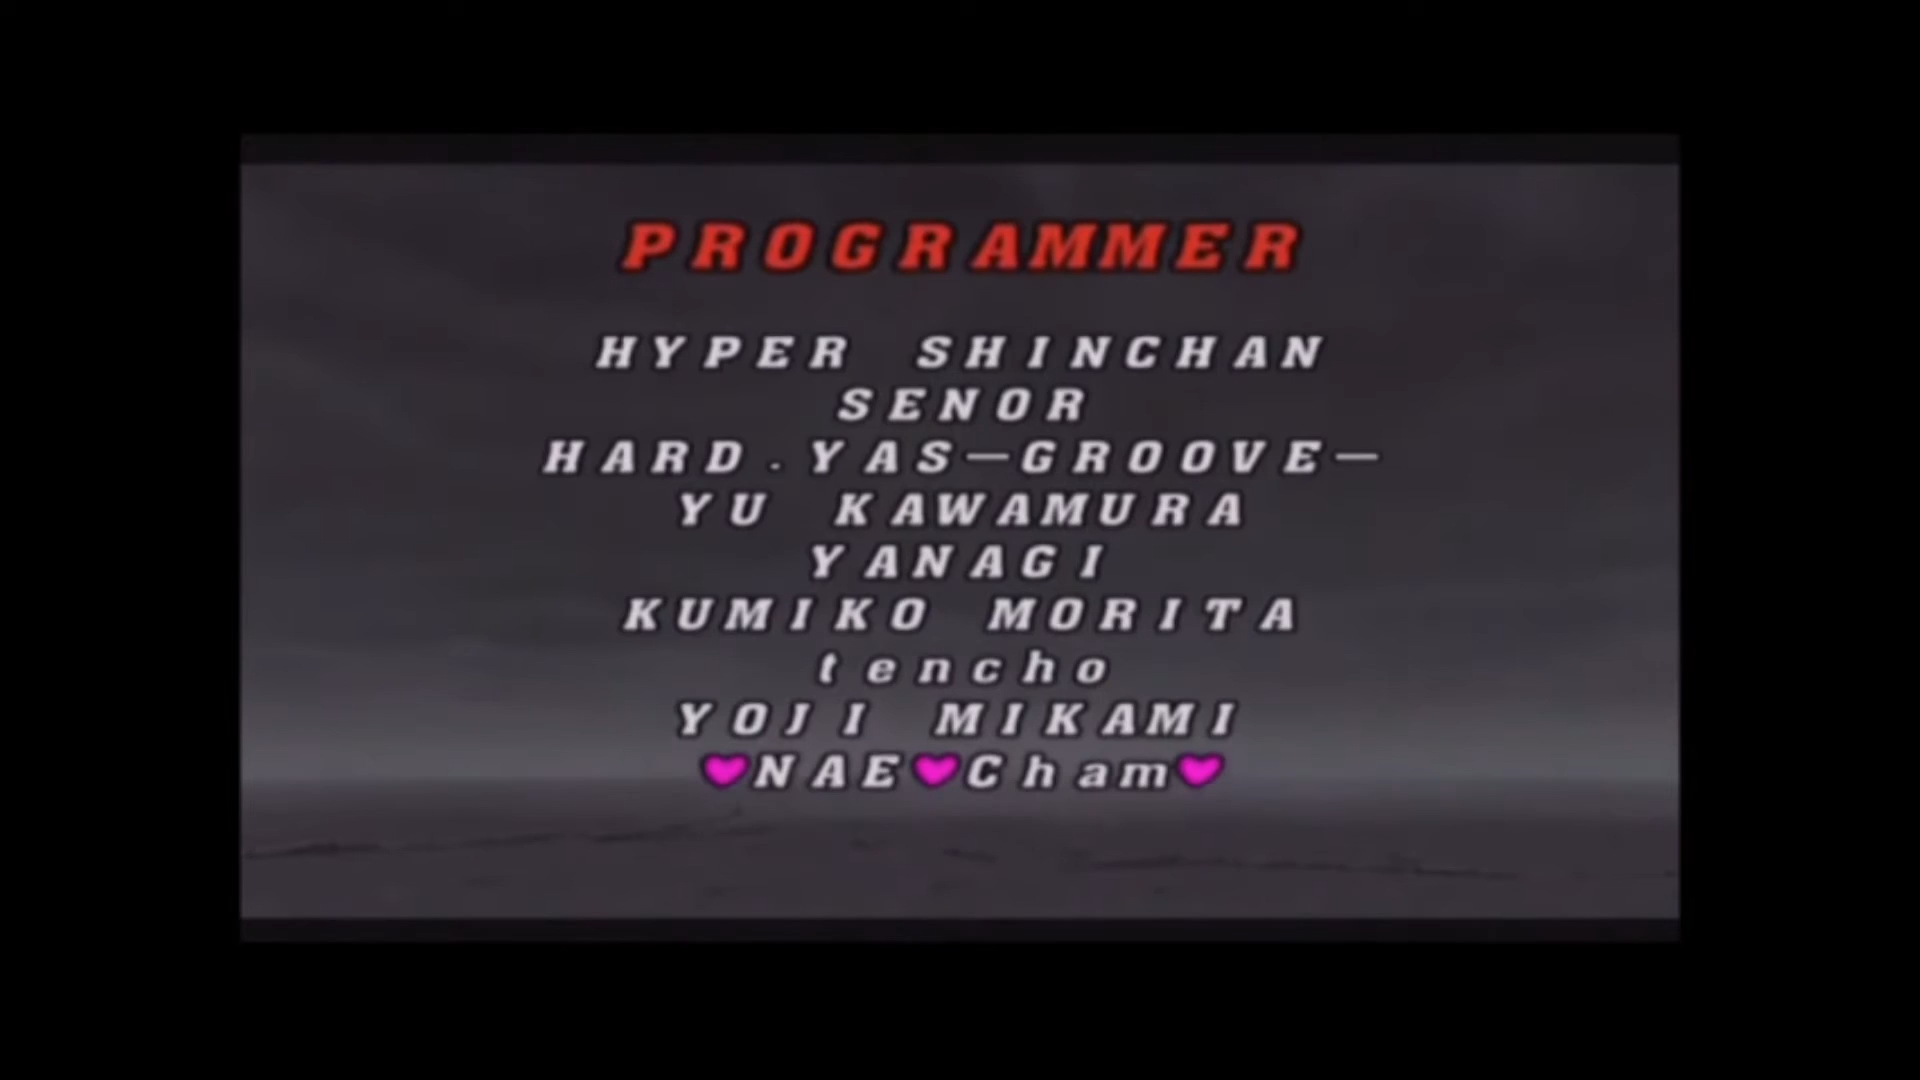 PROGRAMMER
HYPER SHINCHAN
SENOR
HARD.YAS—GROOVE—
YU KAWAMURA
YANAGI
KUMIKO MORITA
tencho
YOJI MIKAMI
♥NAE♥Cham♥